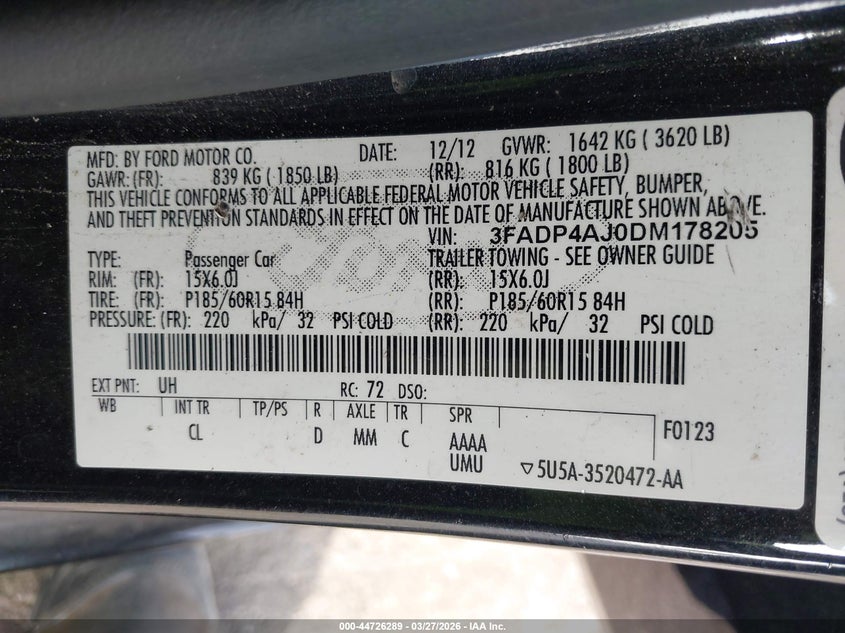 MFD. BY FORD MOTOR CO. DATE: 12/12 GVWR: 1642 KG ( 3620 LB)
GAWR: (FR): 839 KG ( 1850 LB) (RR): 816 KG ( 1800 LB)
THIS VEHICLE CONFORMS TO ALL APPLICABLE FEDERAL MOTOR VEHICLE SAFETY, BUMPER,
AND THEFT PREVENTION STANDARDS IN EFFECT ON THE DATE OF MANUFACTURE SHOWN ABOVE.
VIN: 3FADP4AJ0DM178205
TYPE: Passenger Car TRAILER TOWING - SEE OWNER GUIDE
RIM: (FR): 15X6.0J (RR): 15X6.0J
TIRE: (FR): P185/60R15 84H (RR): P185/60R15 84H
PRESSURE: (FR): 220 kPa/ 32 PSI COLD (RR): 220 kPa/ 32 PSI COLD
EXT PNT: UH RC: 72 DSO:
WB INT TR TP/PS R AXLE TR SPR
CL D MM C AAAA
UMU
F0123
▽5U5A-3520472-AA
000-44726289 - 03/27/2026 - IAA Inc.